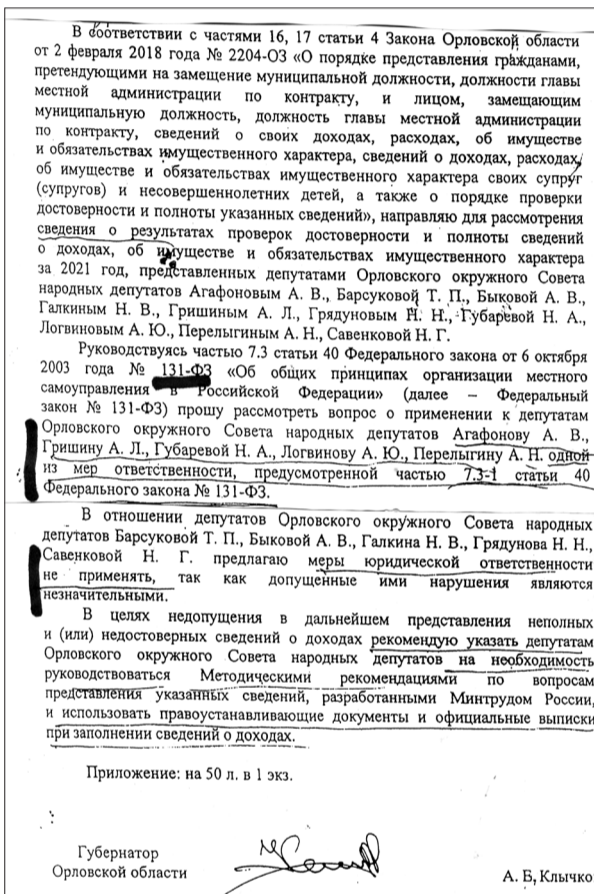 В соответствии с частями 16, 17 статьи 4 Закона Орловской области
от 2 февраля 2018 года № 2204-ОЗ «О порядке представления гражданами,
претендующими на замещение муниципальной должности, должности главы
местной администрации по контракту, и лицом, замещающим
муниципальную должность, должность главы местной администрации
по контракту, сведений о своих доходах, расходах, об имуществе
и обязательствах имущественного характера, сведений о доходах, расходах,
об имуществе и обязательствах имущественного характера своих супруг
(супругов) и несовершеннолетних детей, а также о порядке проверки
достоверности и полноты указанных сведений», направляю для рассмотрения
сведения о результатах проверок достоверности и полноты сведений
о доходах, об имуществе и обязательствах имущественного характера
за 2021 год, представленных депутатами Орловского окружного Совета
народных депутатов Агафоновым А. В., Барсуковой Т. П., Быковой А. В.,
Галкиным Н. В., Гришиным А. Л., Грядуновым Н. Н., Губаревой Н. А.,
Логвиновым А. Ю., Перелыгиным А. Н., Савенковой Н. Г.
Руководствуясь частью 7.3 статьи 40 Федерального закона от 6 октября
2003 года № 131-ФЗ «Об общих принципах организации местного
самоуправления в Российской Федерации» (далее – Федеральный
закон № 131-ФЗ) прошу рассмотреть вопрос о применении к депутатам
Орловского окружного Совета народных депутатов Агафонову А. В.,
Гришину А. Л., Губаревой Н. А., Логвинову А. Ю., Перелыгину А. Н. одной
из мер ответственности, предусмотренной частью 7.3-1 статьи 40
Федерального закона № 131-ФЗ.
В отношении депутатов Орловского окружного Совета народных
депутатов Барсуковой Т. П., Быковой А. В., Галкина Н. В., Грядунова Н. Н.,
Савенковой Н. Г. предлагаю меры юридической ответственности
не применять, так как допущенные ими нарушения являются
незначительными.
В целях недопущения в дальнейшем представления неполных
и (или) недостоверных сведений о доходах рекомендую указать депутатам
Орловского окружного Совета народных депутатов на необходимость
руководствоваться Методическими рекомендациями по вопросам
представления указанных сведений, разработанными Минтрудом России,
и использовать правоустанавливающие документы и официальные выписки
при заполнении сведений о доходах.
Приложение: на 50 л. в 1 экз.
Губернатор
Орловской области
А. Б. Клычко